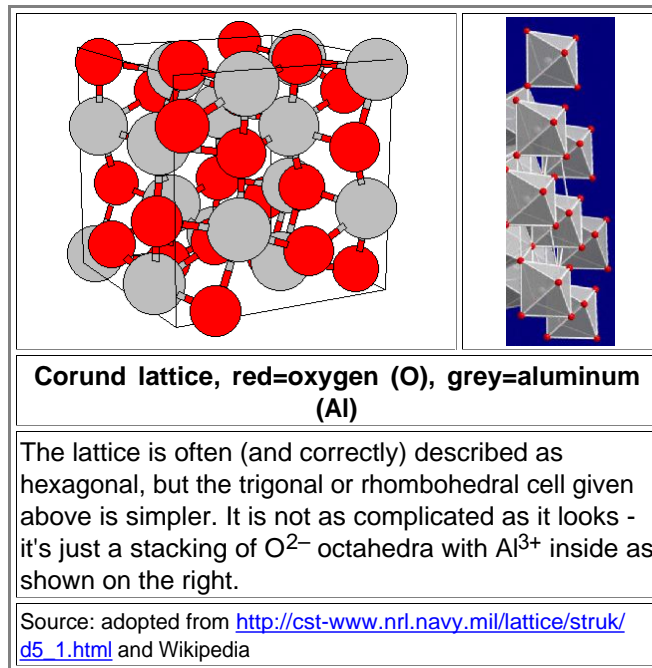 Corund lattice, red=oxygen (O), grey=aluminum
(Al)
The lattice is often (and correctly) described as
hexagonal, but the trigonal or rhombohedral cell given
above is simpler. It is not as complicated as it looks -
it's just a stacking of O2– octahedra with Al3+ inside as
shown on the right.
Source: adopted from http://cst-www.nrl.navy.mil/lattice/struk/
d5_1.html and Wikipedia